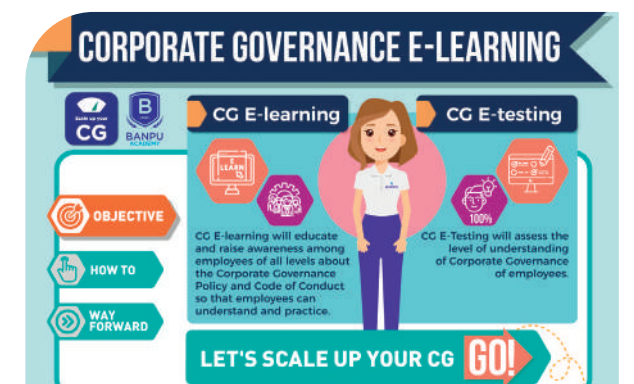 CORPORATE GOVERNANCE E-LEARNING
Scale up your
CG
B
BANPU
ACADEMY
CG E-learning
CG E-testing
E
LEARN
100%
OBJECTIVE
HOW TO
WAY
FORWARD
CG E-learning will educate
and raise awareness among
employees of all levels about
the Corporate Governance
Policy and Code of Conduct
so that employees can
understand and practice.
CG E-Testing will assess the
level of understanding
of Corporate Governance
of employees.
LET'S SCALE UP YOUR CG GO!